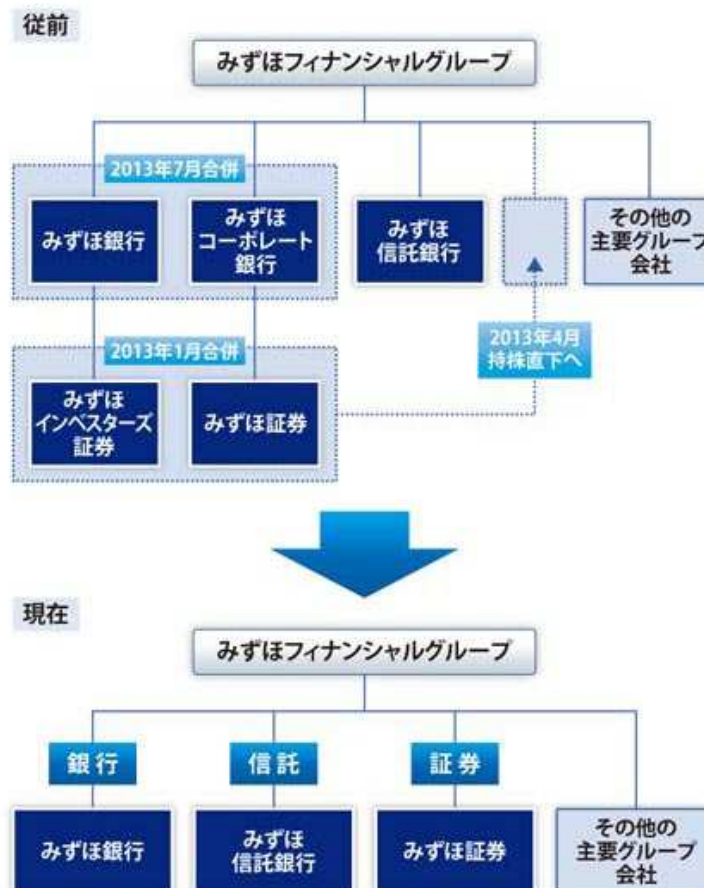 従前
みずほフィナンシャルグループ
2013年7月合併
みずほ銀行
みずほ
コーポレート
銀行
みずほ
信託銀行
その他の
主要グループ
会社
2013年4月
持株直下へ
2013年1月合併
みずほ
インベスターズ
証券
みずほ証券
現在
みずほフィナンシャルグループ
銀行
信託
証券
みずほ銀行
みずほ
信託銀行
みずほ証券
その他の
主要グループ
会社